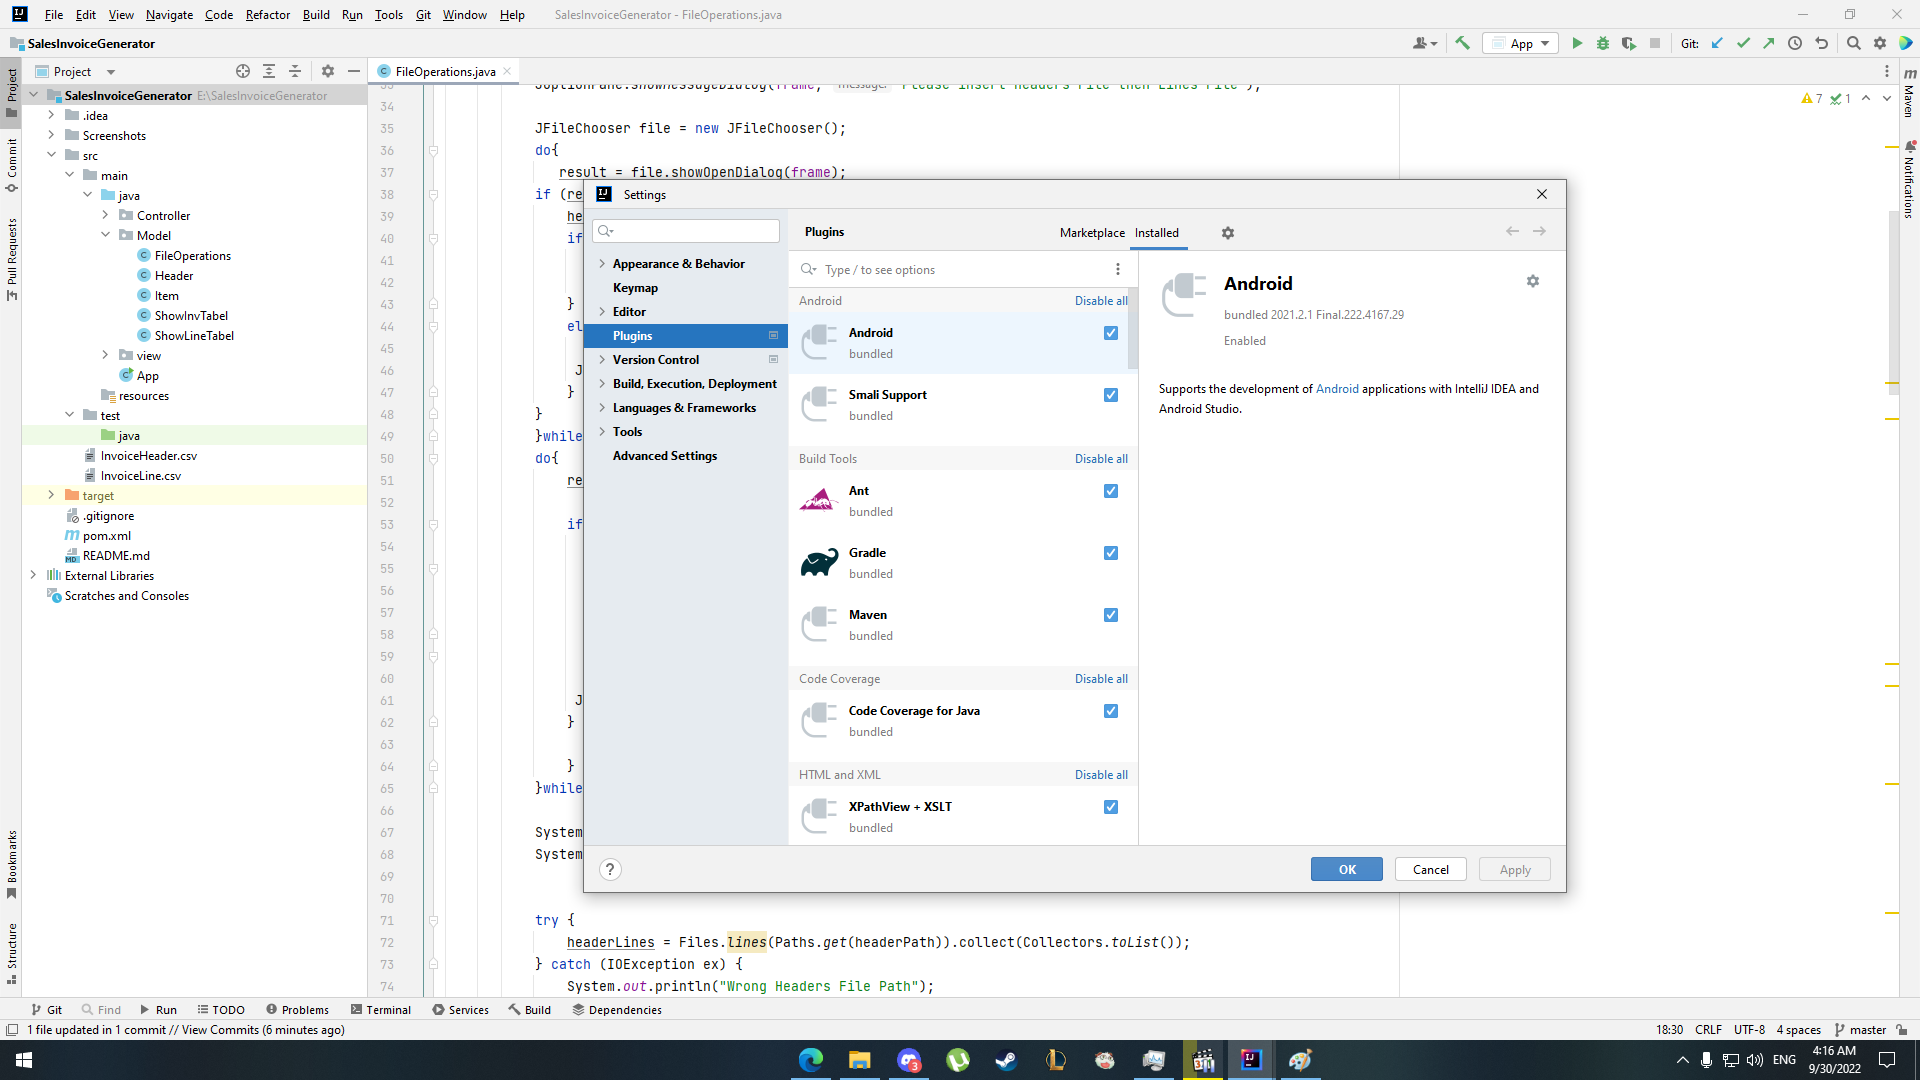 File Edit View Navigate Code Refactor Build Run Tools Git Window Help SalesInvoiceGenerator - FileOperations.java
SalesInvoiceGenerator
App
Git:
Project
FileOperations.java
SalesInvoiceGenerator E:\SalesInvoiceGenerator
.idea
Screenshots
src
main
java
Controller
Model
FileOperations
Header
Item
ShowInvTabel
ShowLineTabel
view
App
resources
test
java
InvoiceHeader.csv
InvoiceLine.csv
target
.gitignore
pom.xml
README.md
External Libraries
Scratches and Consoles
Project
Commit
Pull Requests
Bookmarks
Structure
Maven
Notifications
7 1
JOptionPane.showMessageDialog(frame, message: "Please insert Headers File then Lines File");
34
35 JFileChooser file = new JFileChooser();
36 do{
37 result = file.showOpenDialog(frame);
38 if (re
39 he
40 if
41
42
43 }
44 el
45
46 J
47 }
48 }
49 }while
50 do{
51 re
52
53 if
54
55
56
57
58
59
60
61 J
62 }
63
64 }
65 }while
66
67 System
68 System
69
70
71 try {
72 headerLines = Files.lines(Paths.get(headerPath)).collect(Collectors.toList());
73 } catch (IOException ex) {
74 System.out.println("Wrong Headers File Path");
Settings
Appearance & Behavior
Keymap
Editor
Plugins
Version Control
Build, Execution, Deployment
Languages & Frameworks
Tools
Advanced Settings
Plugins Marketplace Installed
Type / to see options
Android Disable all
Android
bundled
Smali Support
bundled
Build Tools Disable all
Ant
bundled
Gradle
bundled
Maven
bundled
Code Coverage Disable all
Code Coverage for Java
bundled
HTML and XML Disable all
XPathView + XSLT
bundled
Android
bundled 2021.2.1 Final.222.4167.29
Enabled
Supports the development of Android applications with IntelliJ IDEA and
Android Studio.
? OK Cancel Apply
Git Find Run TODO Problems Terminal Services Build Dependencies
1 file updated in 1 commit // View Commits (6 minutes ago) 18:30 CRLF UTF-8 4 spaces master
3
ENG
4:16 AM
9/30/2022